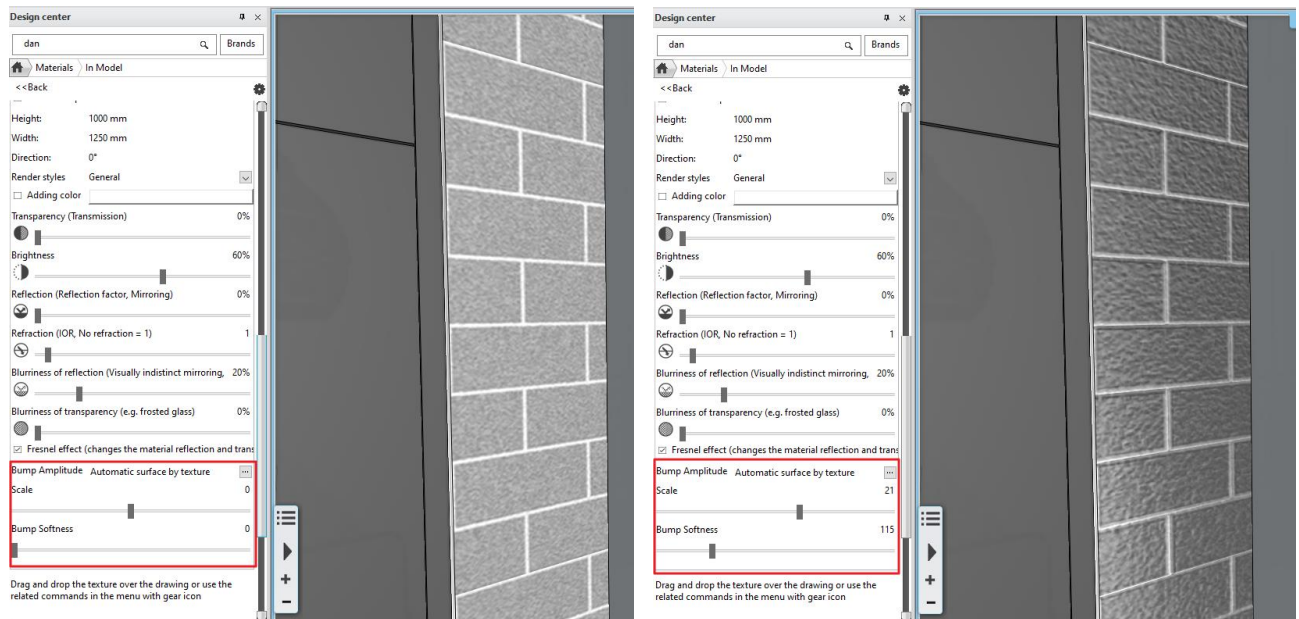 Design center
dan
Brands
Materials
In Model
<<Back
Height: 1000 mm
Width: 1250 mm
Direction: 0°
Render styles General
Adding color
Transparency (Transmission) 0%
Brightness 60%
Reflection (Reflection factor, Mirroring) 0%
Refraction (IOR, No refraction = 1) 1
Blurriness of reflection (Visually indistinct mirroring, 20%
Blurriness of transparency (e.g. frosted glass) 0%
Fresnel effect (changes the material reflection and trans
Bump Amplitude Automatic surface by texture ...
Scale 0
Bump Softness 0
Drag and drop the texture over the drawing or use the
related commands in the menu with gear icon
Design center
dan
Brands
Materials
In Model
<<Back
Height: 1000 mm
Width: 1250 mm
Direction: 0°
Render styles General
Adding color
Transparency (Transmission) 0%
Brightness 60%
Reflection (Reflection factor, Mirroring) 0%
Refraction (IOR, No refraction = 1) 1
Blurriness of reflection (Visually indistinct mirroring, 20%
Blurriness of transparency (e.g. frosted glass) 0%
Fresnel effect (changes the material reflection and trans
Bump Amplitude Automatic surface by texture ...
Scale 21
Bump Softness 115
Drag and drop the texture over the drawing or use the
related commands in the menu with gear icon